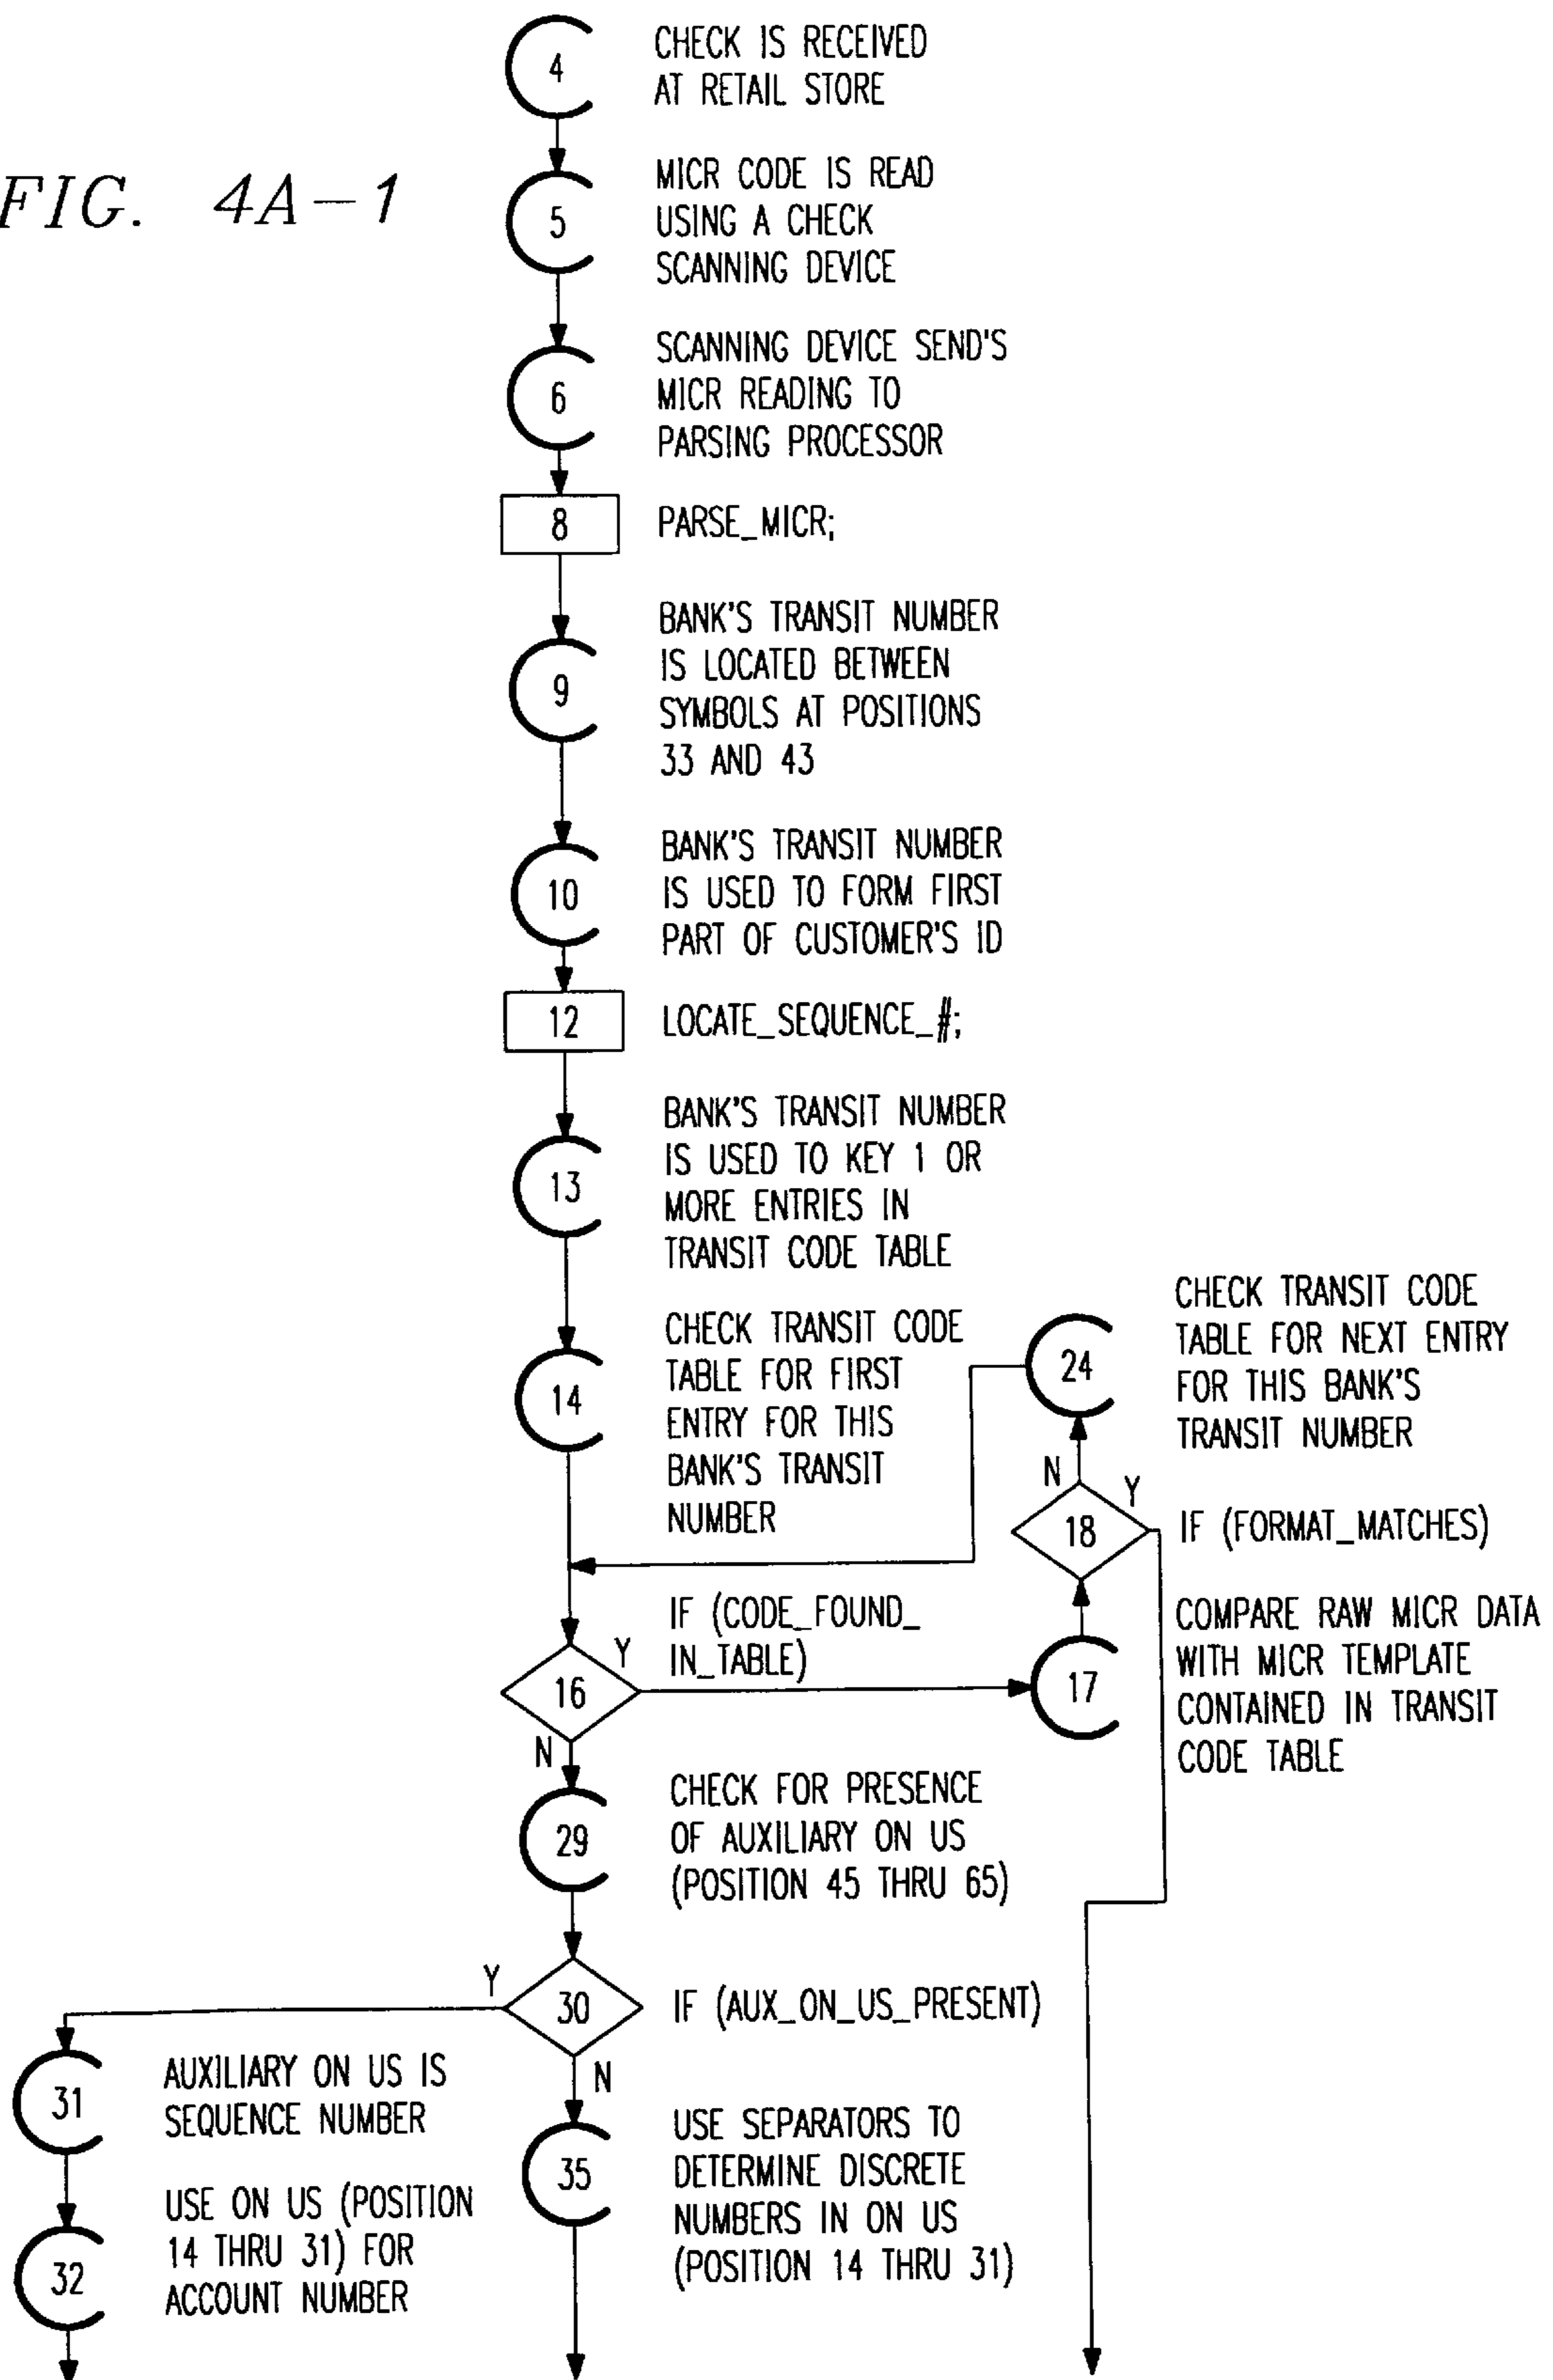 FIG. 4A-1
4
CHECK IS RECEIVED
AT RETAIL STORE
5
MICR CODE IS READ
USING A CHECK
SCANNING DEVICE
6
SCANNING DEVICE SEND'S
MICR READING TO
PARSING PROCESSOR
8
PARSE_MICR;
9
BANK'S TRANSIT NUMBER
IS LOCATED BETWEEN
SYMBOLS AT POSITIONS
33 AND 43
10
BANK'S TRANSIT NUMBER
IS USED TO FORM FIRST
PART OF CUSTOMER'S ID
12
LOCATE_SEQUENCE_#;
13
BANK'S TRANSIT NUMBER
IS USED TO KEY 1 OR
MORE ENTRIES IN
TRANSIT CODE TABLE
14
CHECK TRANSIT CODE
TABLE FOR FIRST
ENTRY FOR THIS
BANK'S TRANSIT
NUMBER
24
CHECK TRANSIT CODE
TABLE FOR NEXT ENTRY
FOR THIS BANK'S
TRANSIT NUMBER
N
Y
18
IF (FORMAT_MATCHES)
16
Y
IF (CODE_FOUND_
IN_TABLE)
17
COMPARE RAW MICR DATA
WITH MICR TEMPLATE
CONTAINED IN TRANSIT
CODE TABLE
N
29
CHECK FOR PRESENCE
OF AUXILIARY ON US
(POSITION 45 THRU 65)
Y
30
IF (AUX_ON_US_PRESENT)
N
31
AUXILIARY ON US IS
SEQUENCE NUMBER
32
USE ON US (POSITION
14 THRU 31) FOR
ACCOUNT NUMBER
35
USE SEPARATORS TO
DETERMINE DISCRETE
NUMBERS IN ON US
(POSITION 14 THRU 31)